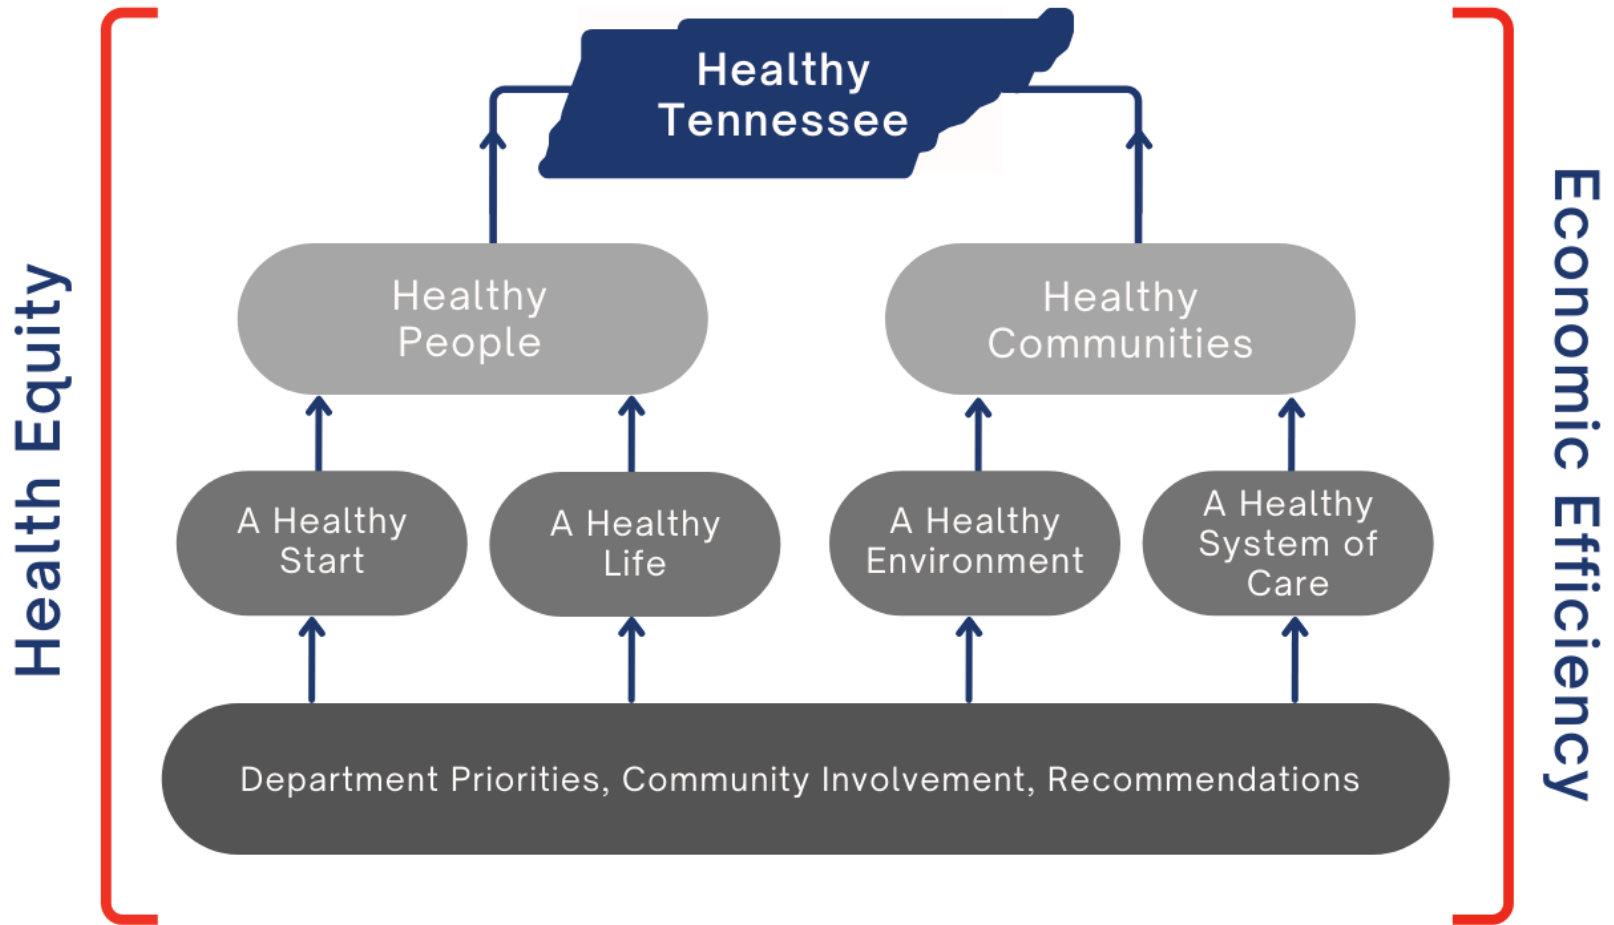 Healthy
Tennessee
Healthy
People
Healthy
Communities
A Healthy
Start
A Healthy
Life
A Healthy
Environment
A Healthy
System of
Care
Department Priorities, Community Involvement, Recommendations
Health Equity
Economic Efficiency